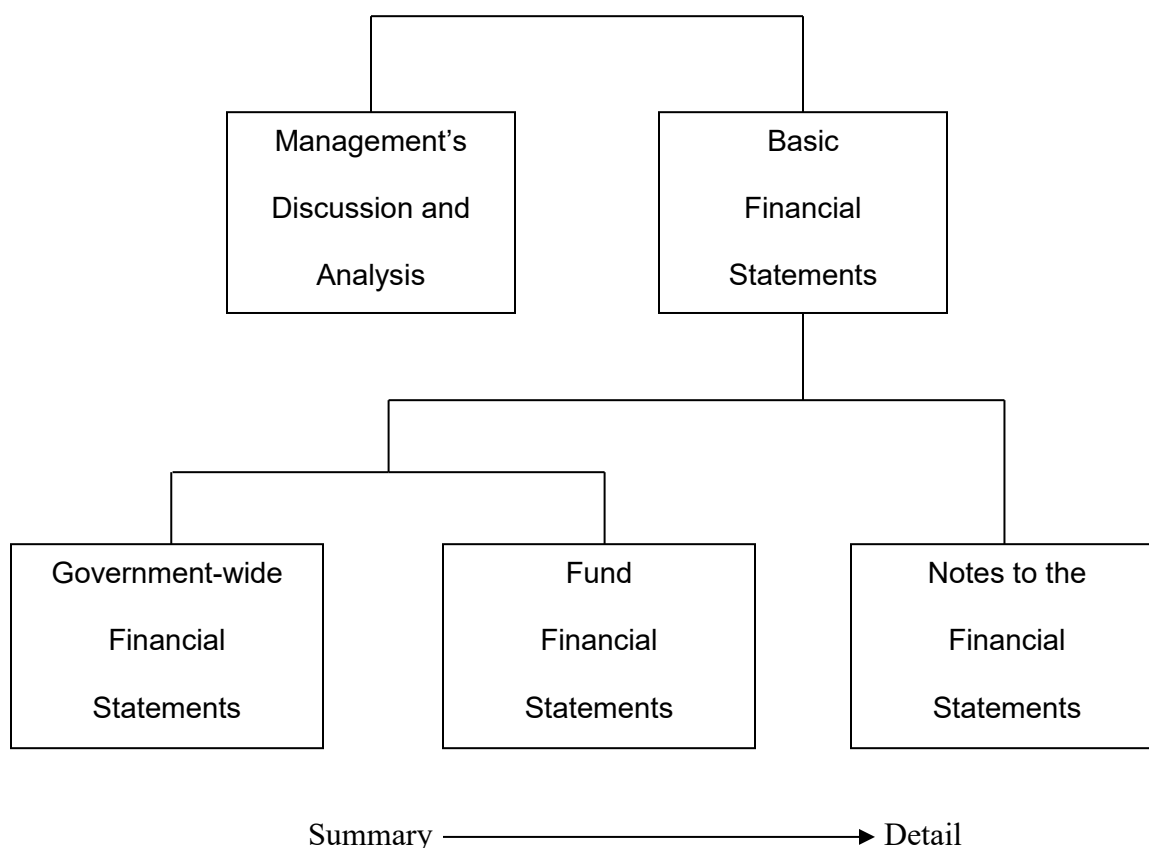 Management’s
Discussion and
Analysis
Basic
Financial
Statements
Government-wide
Financial
Statements
Fund
Financial
Statements
Notes to the
Financial
Statements
Summary
Detail